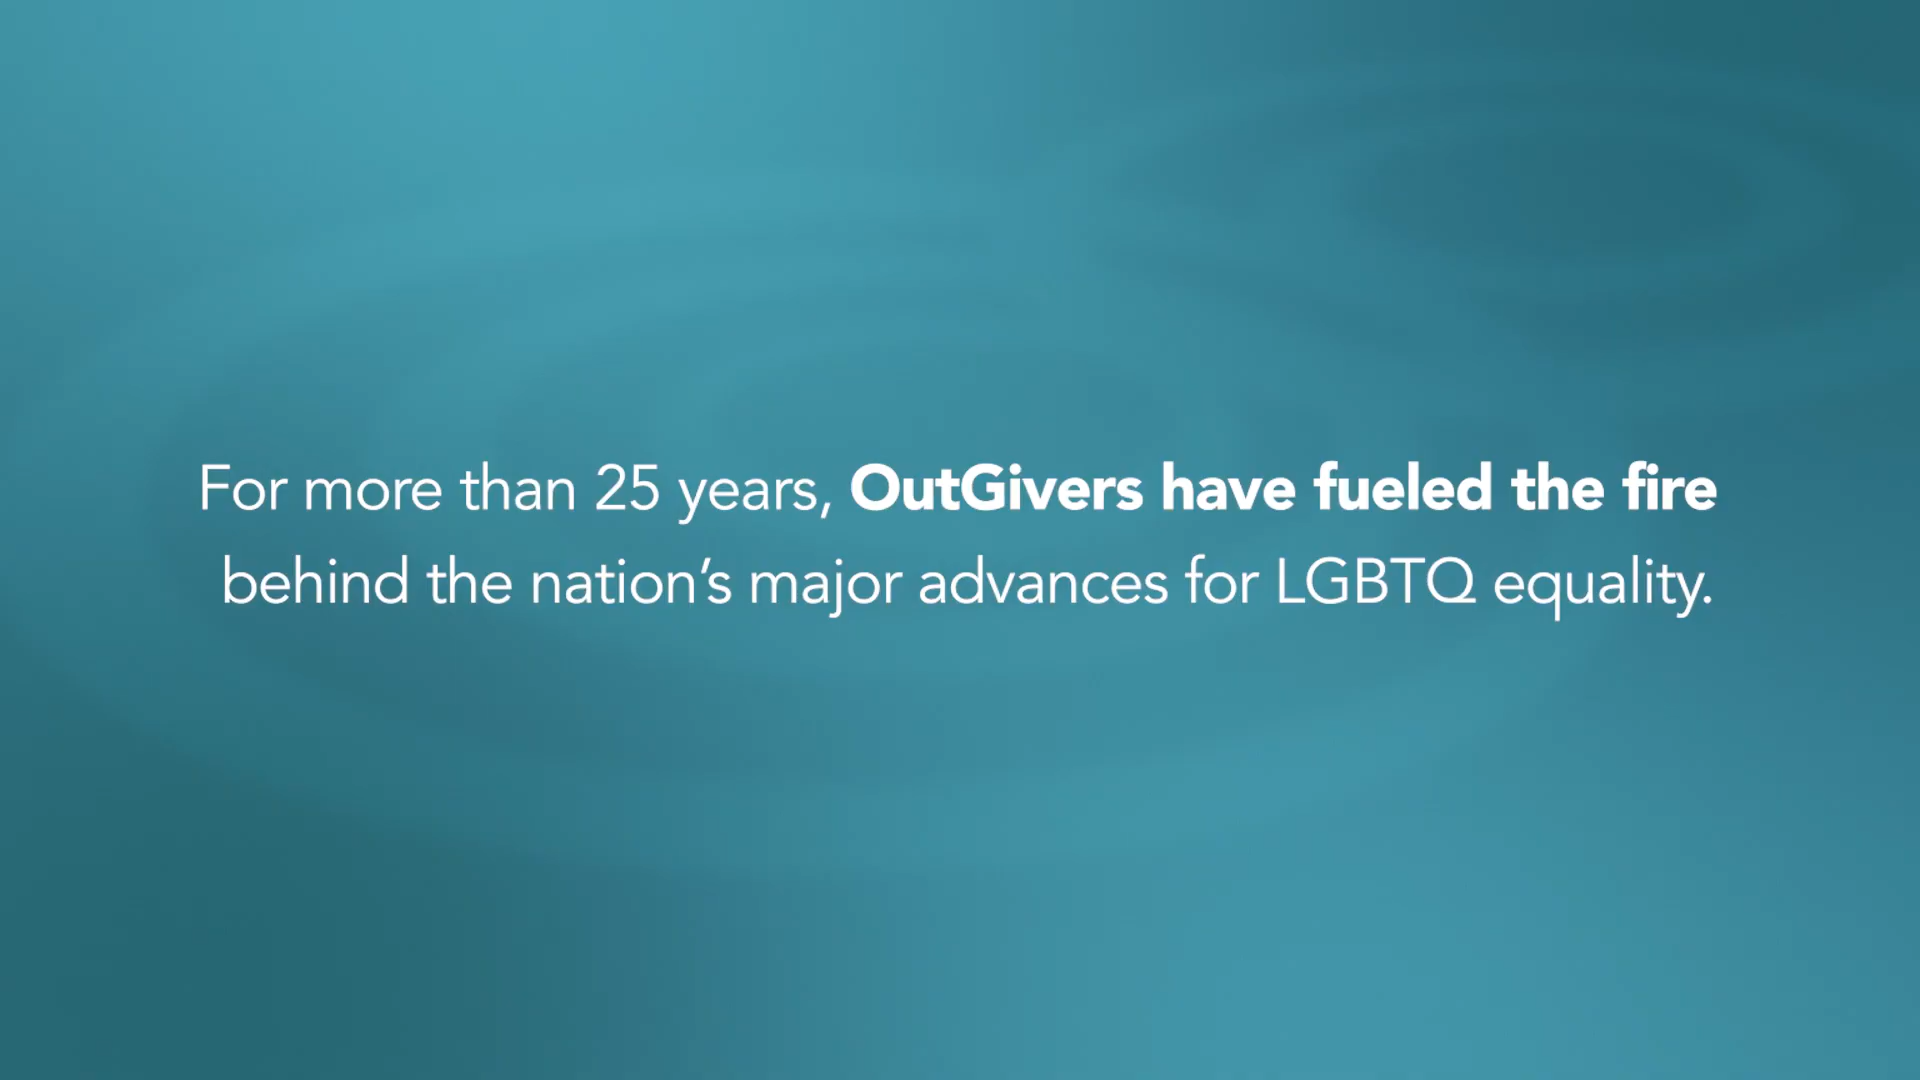 For more than 25 years, OutGivers have fueled the fire
behind the nation’s major advances for LGBTQ equality.